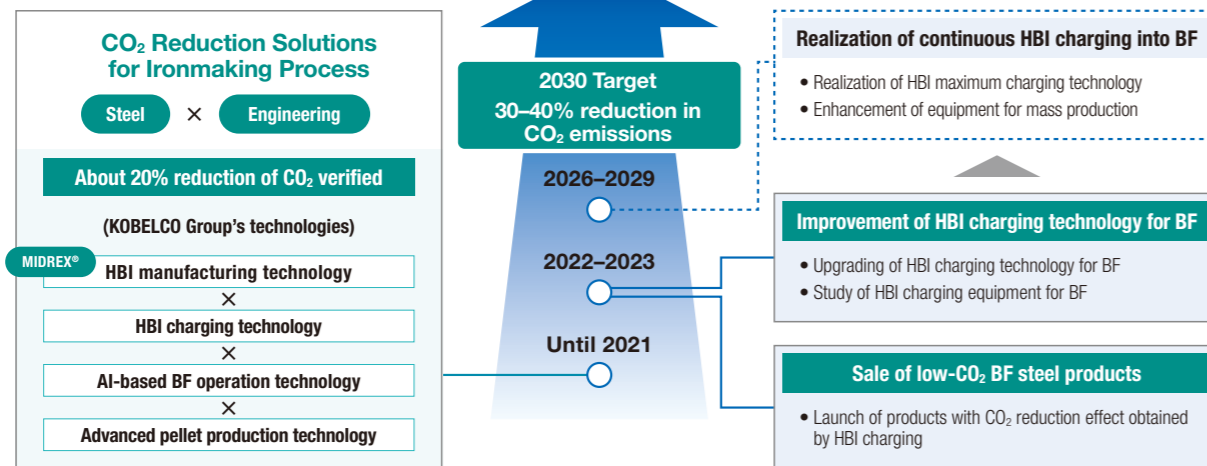 CO₂ Reduction Solutions
for Ironmaking Process
Steel × Engineering
About 20% reduction of CO₂ verified
(KOBELCO Group's technologies)
MIDREX®
HBI manufacturing technology
×
HBI charging technology
×
AI-based BF operation technology
×
Advanced pellet production technology
2030 Target
30–40% reduction in
CO₂ emissions
2026–2029
2022–2023
Until 2021
Realization of continuous HBI charging into BF
• Realization of HBI maximum charging technology
• Enhancement of equipment for mass production
Improvement of HBI charging technology for BF
• Upgrading of HBI charging technology for BF
• Study of HBI charging equipment for BF
Sale of low-CO₂ BF steel products
• Launch of products with CO₂ reduction effect obtained
by HBI charging